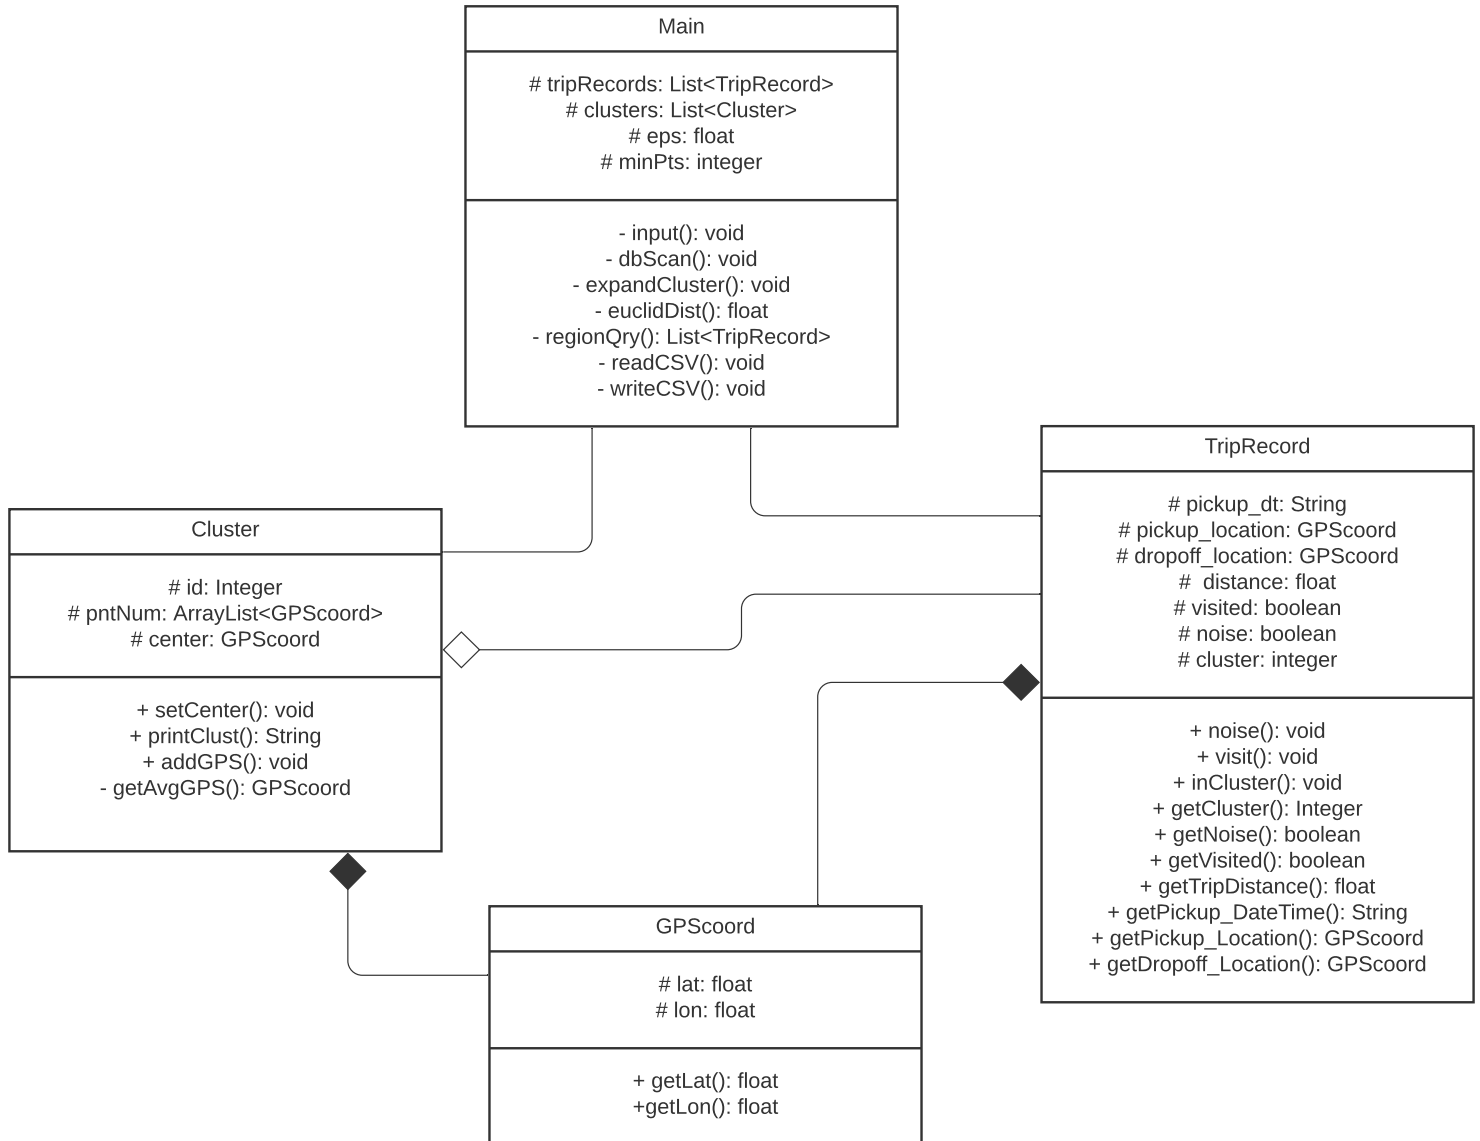 Main
# tripRecords: List<TripRecord>
# clusters: List<Cluster>
# eps: float
# minPts: integer
- input(): void
- dbScan(): void
- expandCluster(): void
- euclidDist(): float
- regionQry(): List<TripRecord>
- readCSV(): void
- writeCSV(): void
TripRecord
# pickup_dt: String
# pickup_location: GPScoord
# dropoff_location: GPScoord
#  distance: float
# visited: boolean
# noise: boolean
# cluster: integer
+ noise(): void
+ visit(): void
+ inCluster(): void
+ getCluster(): Integer
+ getNoise(): boolean
+ getVisited(): boolean
+ getTripDistance(): float
+ getPickup_DateTime(): String
+ getPickup_Location(): GPScoord
+ getDropoff_Location(): GPScoord
Cluster
# id: Integer
# pntNum: ArrayList<GPScoord>
# center: GPScoord
+ setCenter(): void
+ printClust(): String
+ addGPS(): void
- getAvgGPS(): GPScoord
GPScoord
# lat: float
# lon: float
+ getLat(): float
+getLon(): float